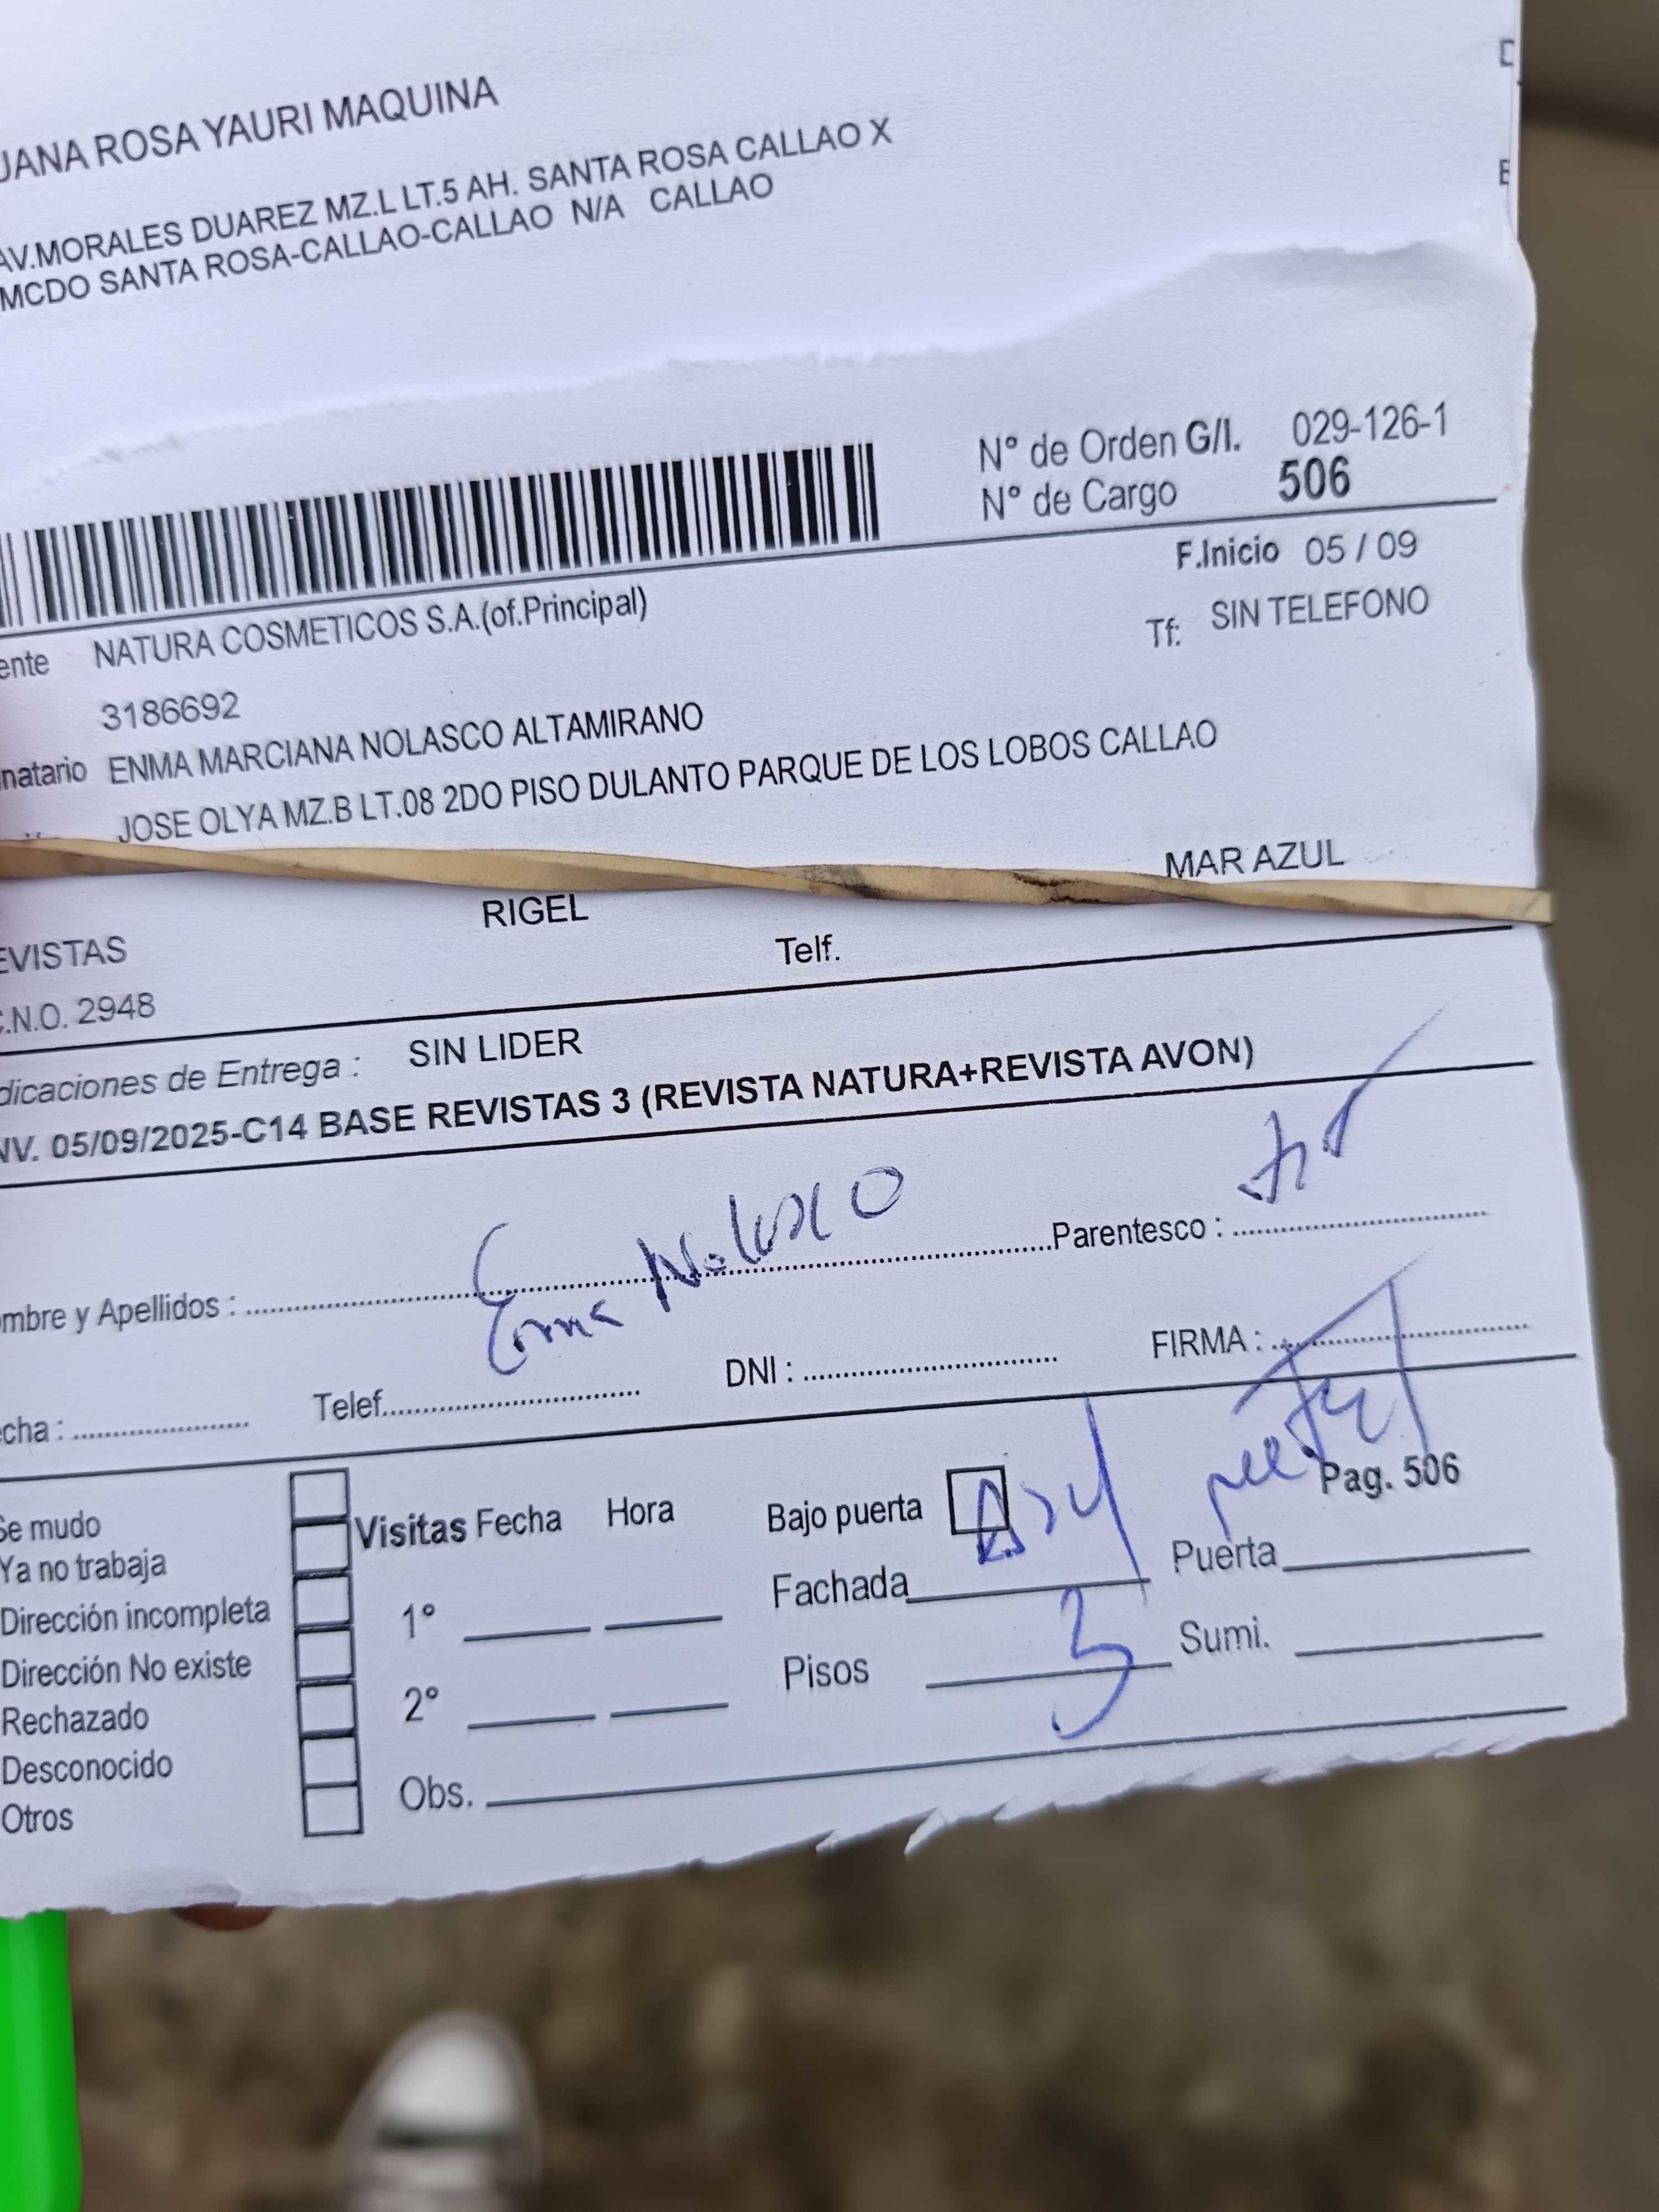 JANA ROSA YAURI MAQUINA
AV.MORALES DUAREZ MZ.L LT.5 AH. SANTA ROSA CALLAO X
MCDO SANTA ROSA-CALLAO-CALLAO N/A CALLAO
N° de Orden G/I. 029-126-1
N° de Cargo 506
F.Inicio 05 / 09
ente NATURA COSMETICOS S.A.(of.Principal)
Tf: SIN TELEFONO
3186692
natario ENMA MARCIANA NOLASCO ALTAMIRANO
JOSE OLYA MZ.B LT.08 2DO PISO DULANTO PARQUE DE LOS LOBOS CALLAO
MAR AZUL
RIGEL
EVISTAS
Telf.
C.N.O. 2948
dicaciones de Entrega : SIN LIDER
NV. 05/09/2025-C14 BASE REVISTAS 3 (REVISTA NATURA+REVISTA AVON)
Enma Nolasco
mbre y Apellidos : Parentesco :
cha : Telef. DNI : FIRMA :
Pag. 506
Se mudo
Ya no trabaja
Dirección incompleta
Dirección No existe
Rechazado
Desconocido
Otros
Visitas Fecha Hora
1°
2°
Obs.
Bajo puerta
Fachada Puerta
Pisos 3 Sumi.